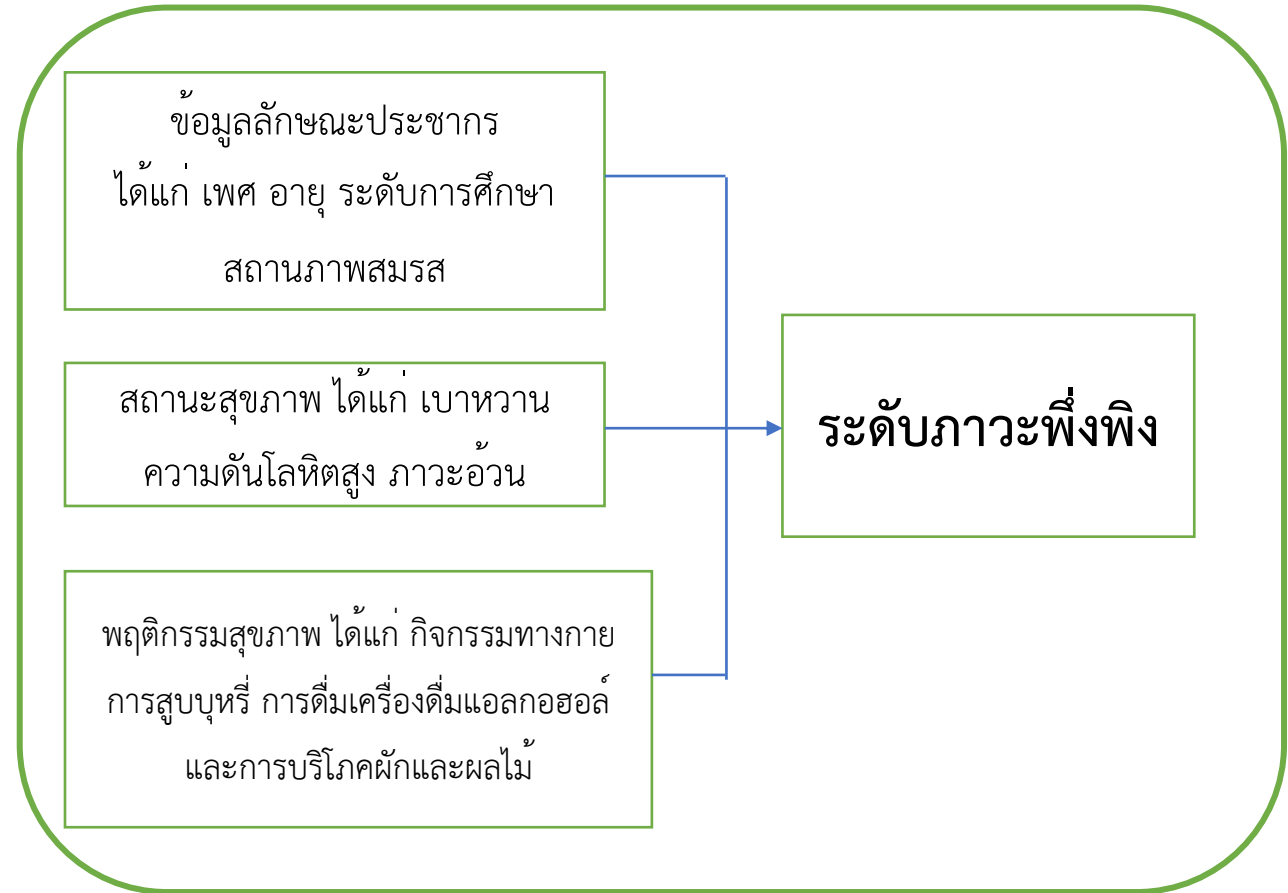 ข้อมูลลักษณะประชากร
ได้แก่ เพศ อายุ ระดับการศึกษา
สถานภาพสมรส
สถานะสุขภาพ ได้แก่ เบาหวาน
ความดันโลหิตสูง ภาวะอ้วน
พฤติกรรมสุขภาพ ได้แก่ กิจกรรมทางกาย
การสูบบุหรี่ การดื่มเครื่องดื่มแอลกอฮอล์
และการบริโภคผักและผลไม้
ระดับภาวะพึ่งพิง